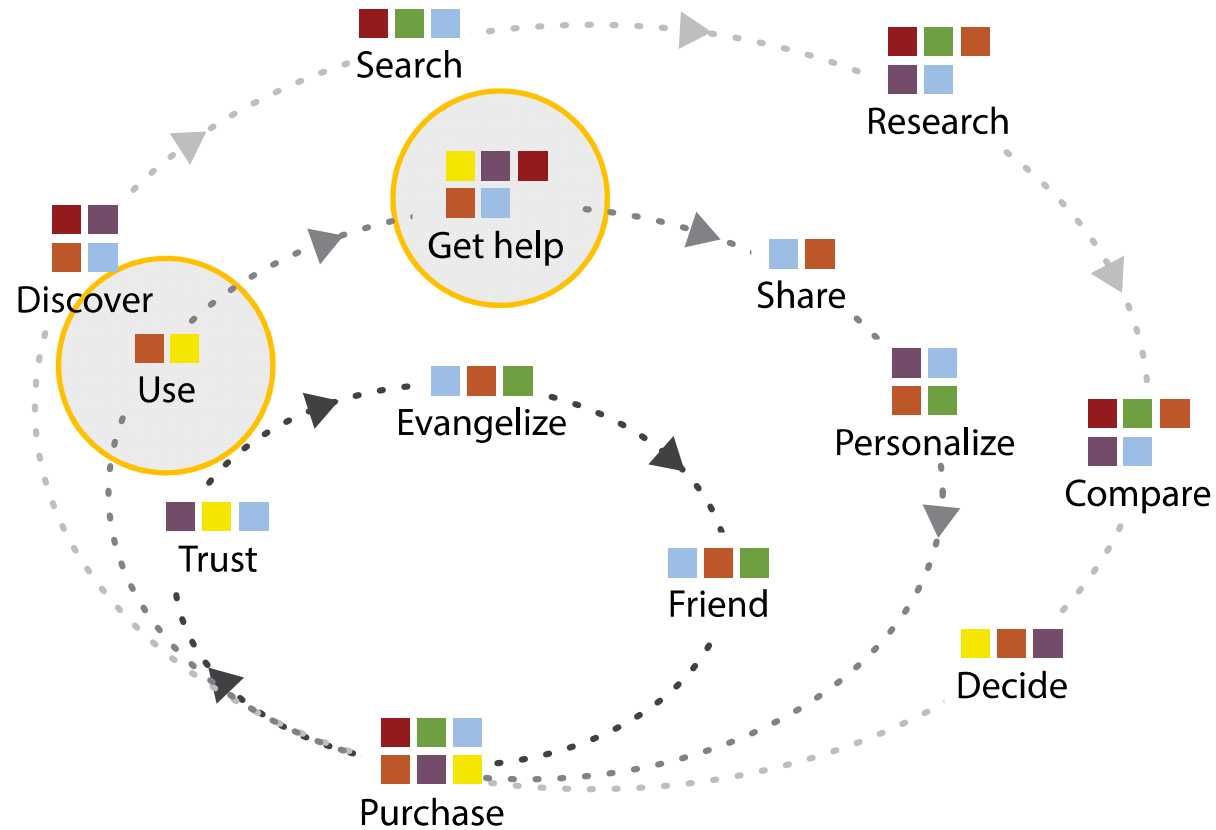 Search
Research
Get help
Discover
Share
Use
Evangelize
Personalize
Compare
Trust
Friend
Decide
Purchase